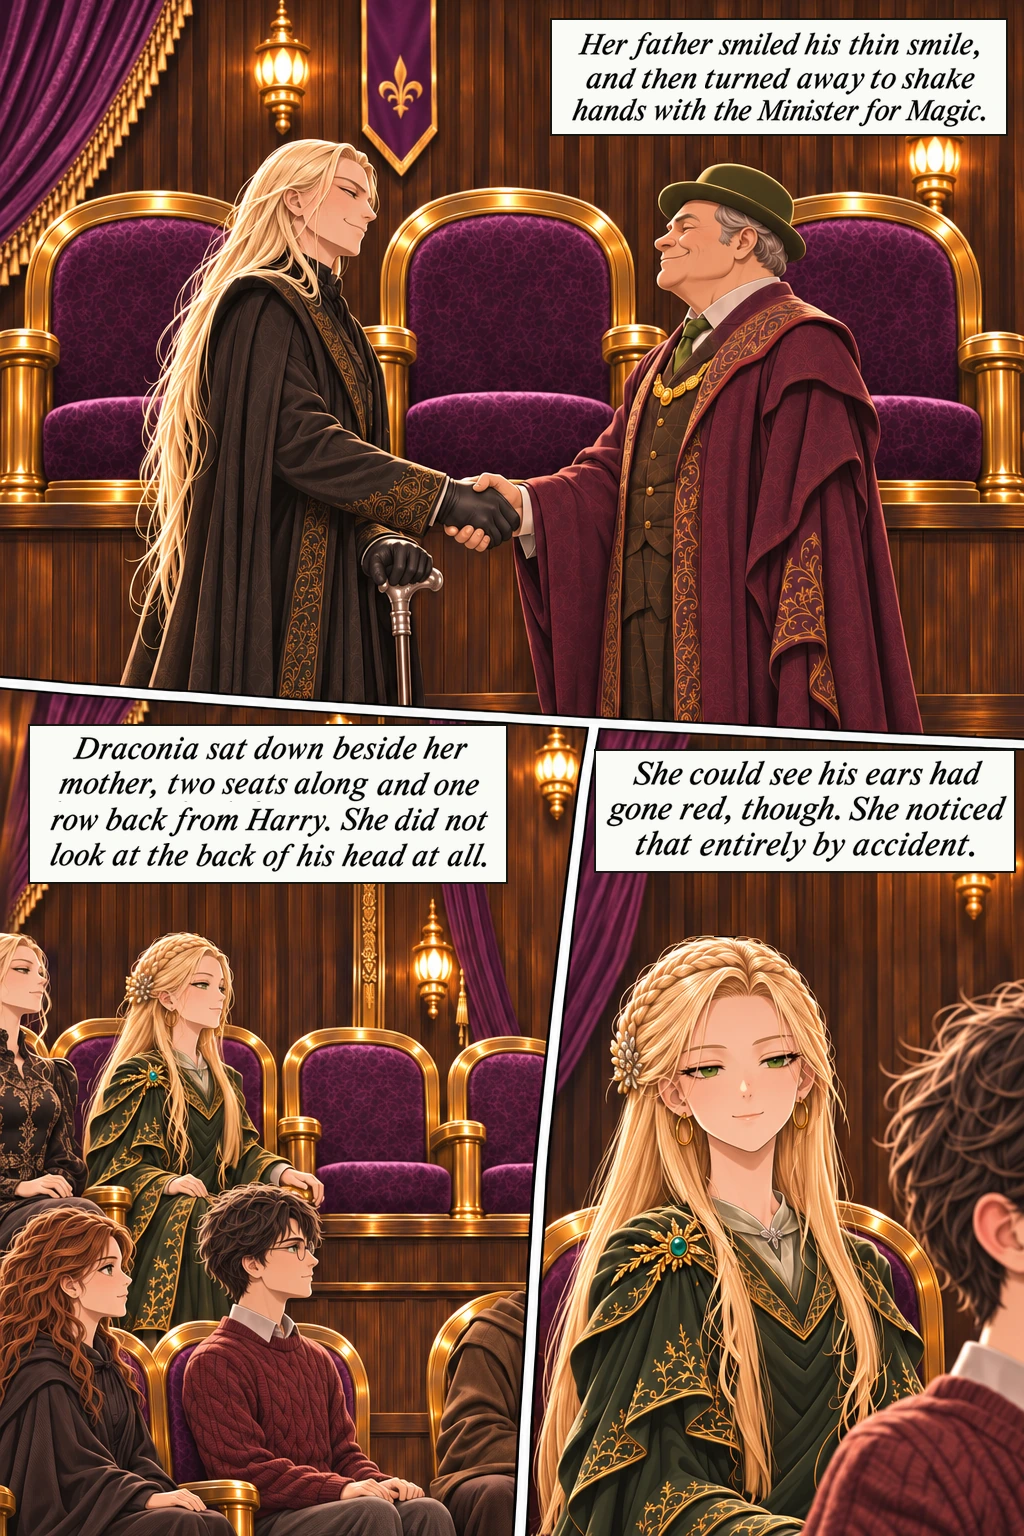 Her father smiled his thin smile,
and then turned away to shake
hands with the Minister for Magic.
Draconia sat down beside her
mother, two seats along and one
row back from Harry. She did not
look at the back of his head at all.
She could see his ears had
gone red, though. She noticed
that entirely by accident.